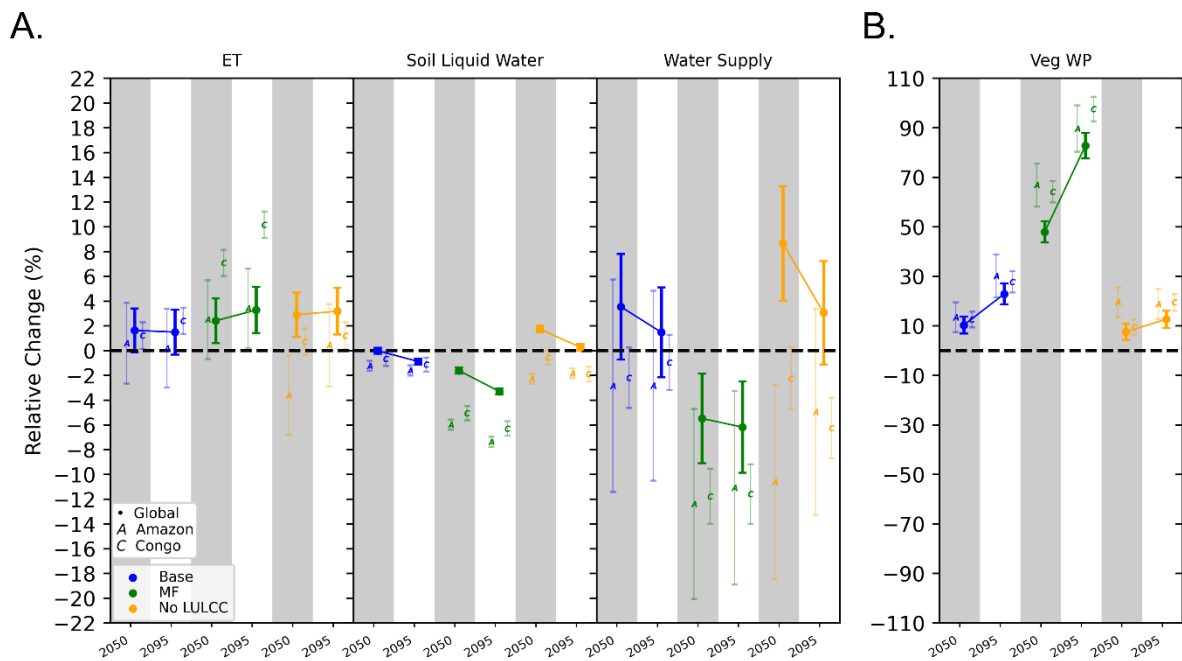 A.
B.
ET
Soil Liquid Water
Water Supply
Veg WP
Relative Change (%)
22
20
18
16
14
12
10
8
6
4
2
0
−2
−4
−6
−8
−10
−12
−14
−16
−18
−20
−22
110
90
70
50
30
10
−10
−30
−50
−70
−90
−110
A C A C A C A C A C A C
A C A C A C A C A C A C
A C A C A C A C A C A C
A C A C A C A C A C A C
• Global
A Amazon
C Congo
Base
MF
No LULCC
2050 2095 2050 2095 2050 2095
2050 2095 2050 2095 2050 2095
2050 2095 2050 2095 2050 2095
2050 2095 2050 2095 2050 2095